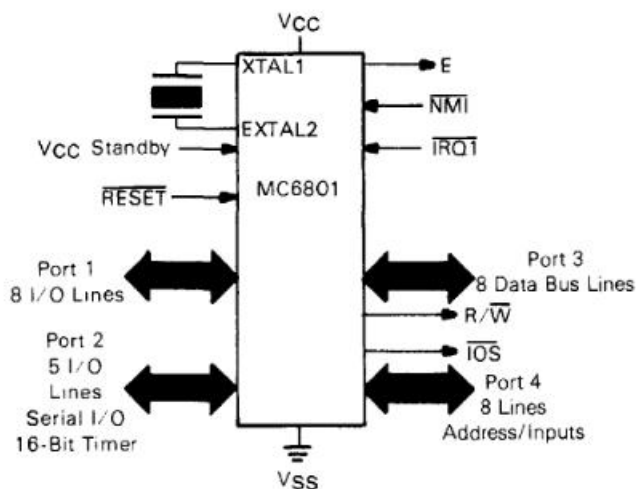 VCC
XTAL1
E
NMI
EXTAL2
VCC Standby
IRQ1
RESET
MC6801
Port 1
8 I/O Lines
Port 3
8 Data Bus Lines
R/W
Port 2
5 I/O
Lines
Serial I/O
16-Bit Timer
IOS
Port 4
8 Lines
Address/Inputs
VSS